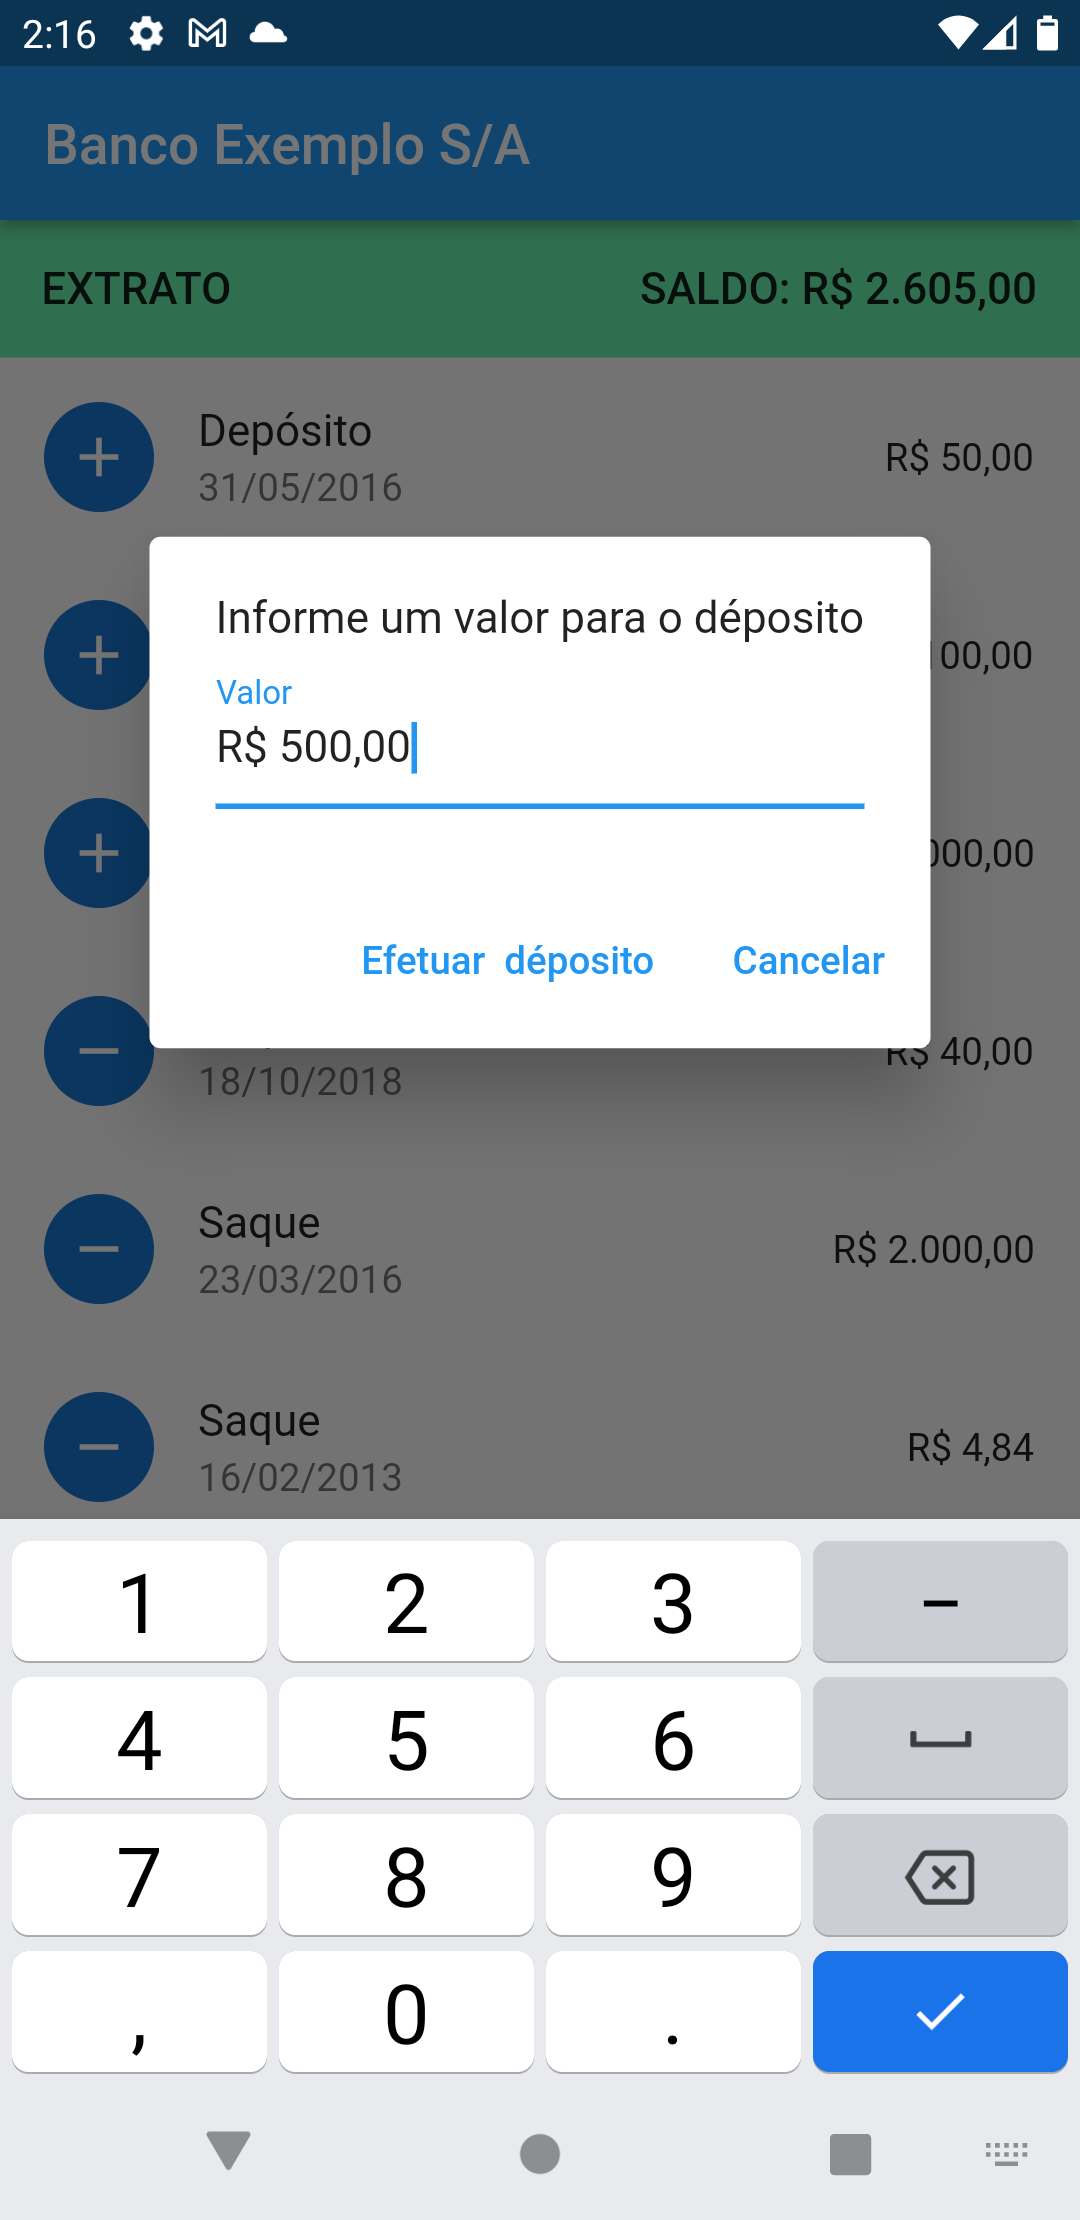 2:16
Banco Exemplo S/A
EXTRATO SALDO: R$ 2.605,00
Depósito
31/05/2016
R$ 50,00
Informe um valor para o déposito
00,00
Valor
R$ 500,00
000,00
Efetuar déposito Cancelar
R$ 40,00
18/10/2018
Saque
23/03/2016
R$ 2.000,00
Saque
16/02/2013
R$ 4,84
1 2 3 –
4 5 6
7 8 9
, 0 .